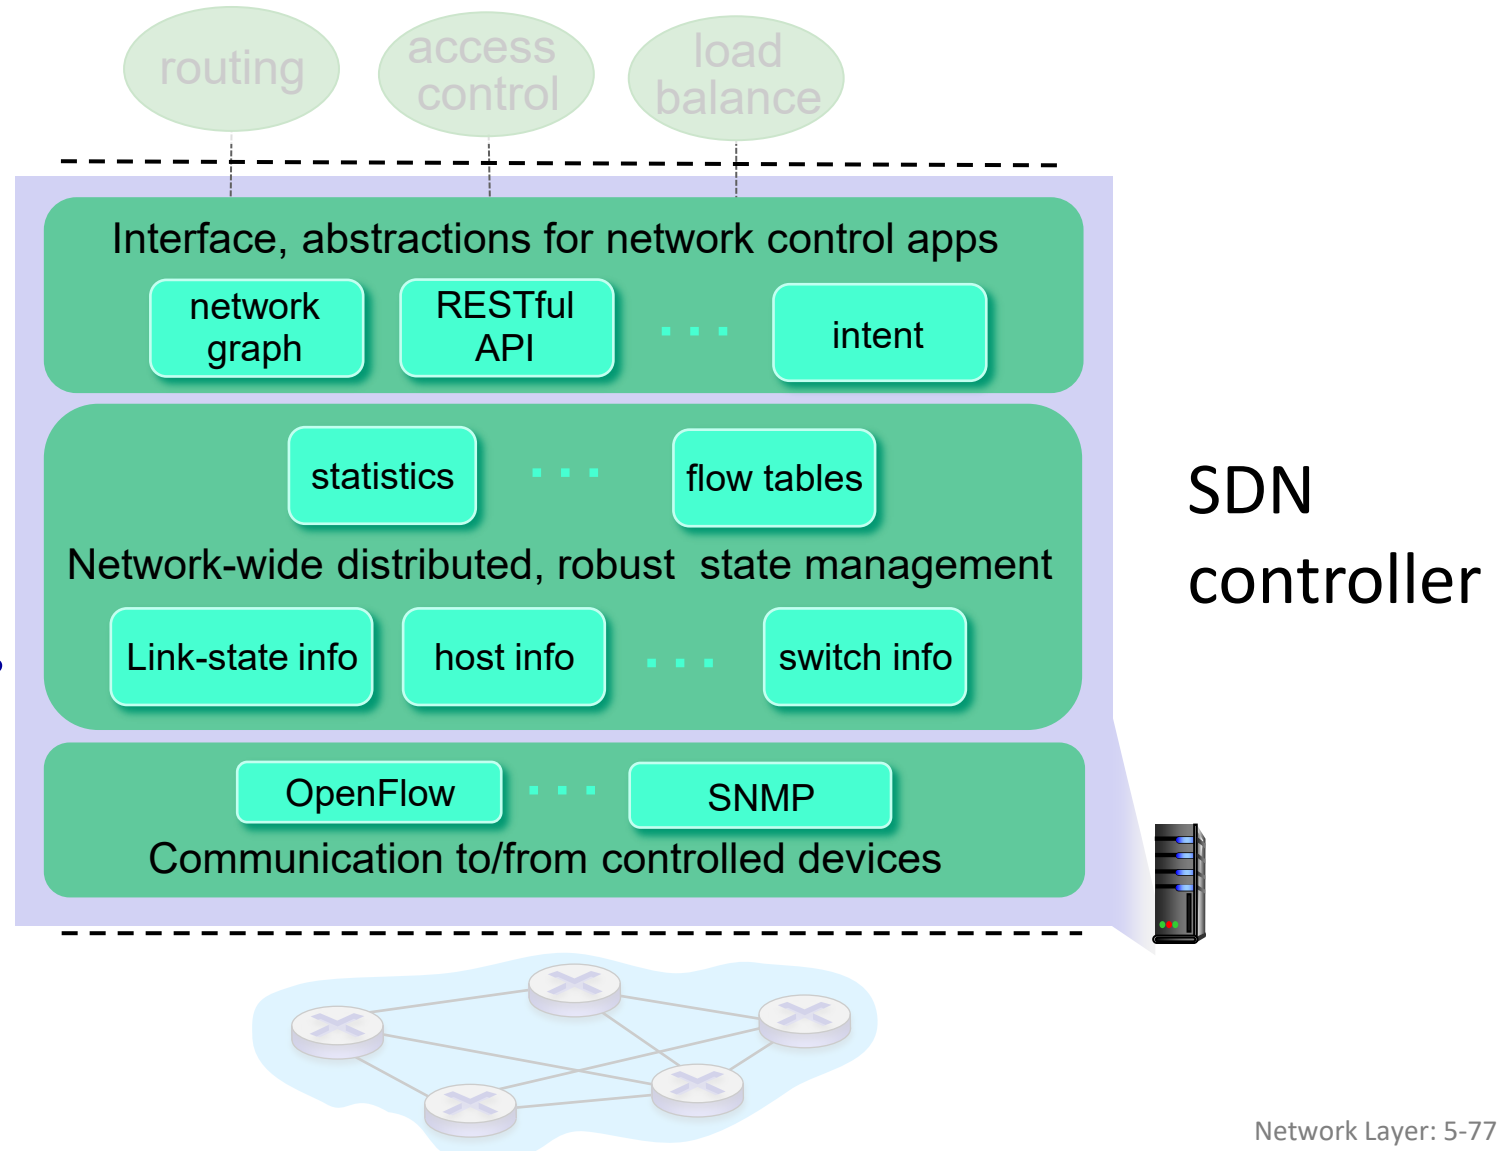 routing
access
control
load
balance
Interface, abstractions for network control apps
network
graph
RESTful
API
. . .
intent
statistics
. . .
flow tables
Network-wide distributed, robust  state management
Link-state info
host info
. . .
switch info
OpenFlow
. . .
SNMP
Communication to/from controlled devices
SDN
controller
Network Layer: 5-77